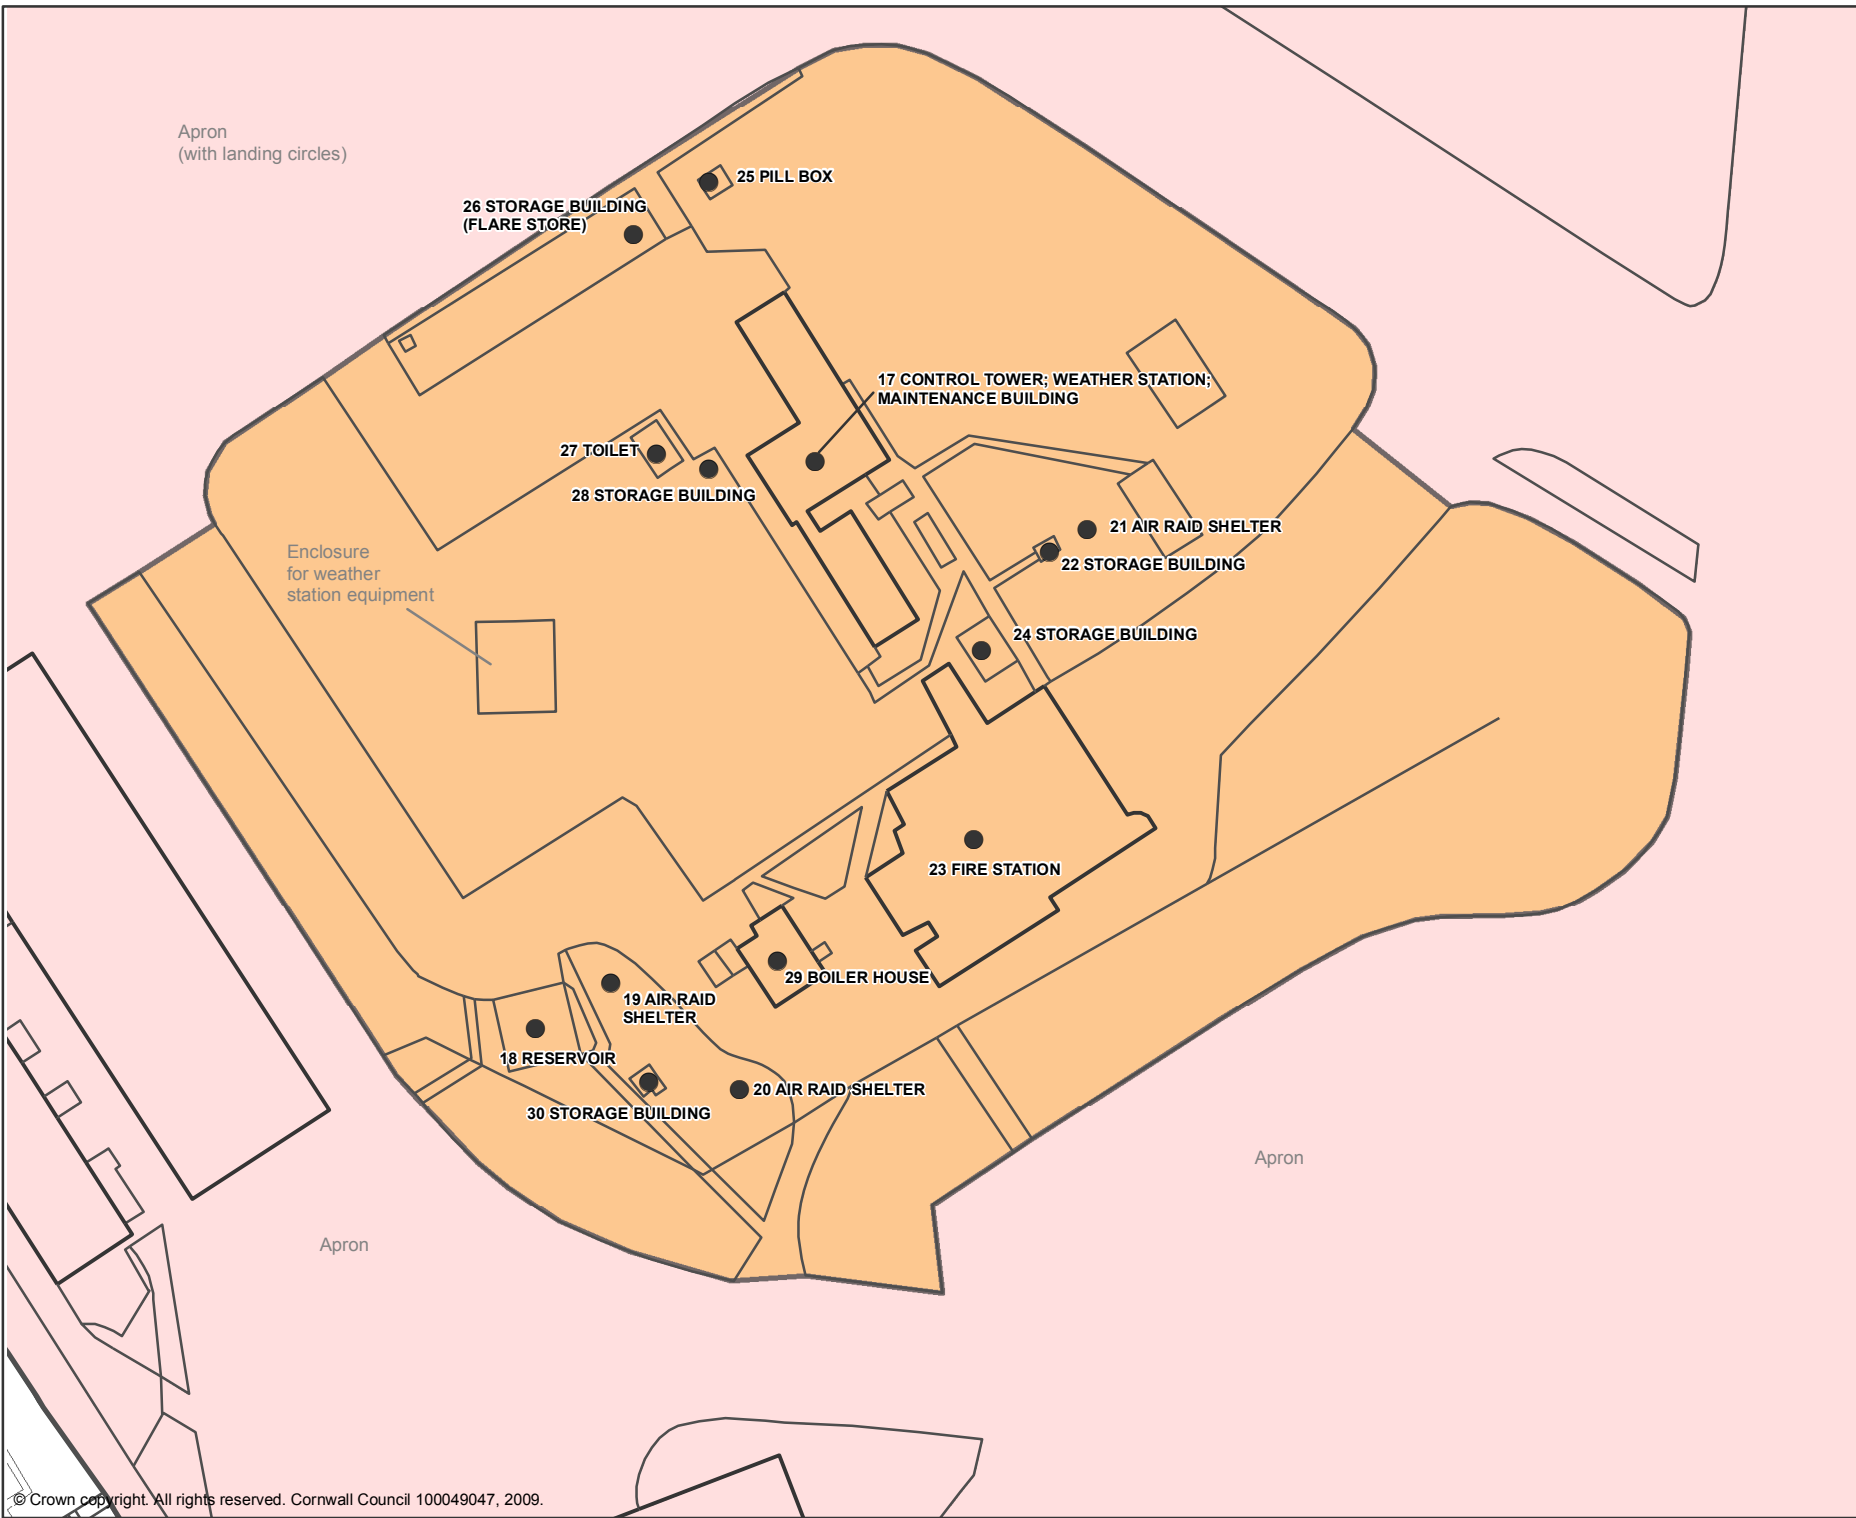 Apron
(with landing circles)
25 PILL BOX
26 STORAGE BUILDING
(FLARE STORE)
17 CONTROL TOWER; WEATHER STATION;
MAINTENANCE BUILDING
27 TOILET
28 STORAGE BUILDING
21 AIR RAID SHELTER
22 STORAGE BUILDING
Enclosure
for weather
station equipment
24 STORAGE BUILDING
23 FIRE STATION
29 BOILER HOUSE
19 AIR RAID
SHELTER
18 RESERVOIR
20 AIR RAID SHELTER
30 STORAGE BUILDING
Apron
Apron
© Crown copyright. All rights reserved. Cornwall Council 100049047, 2009.